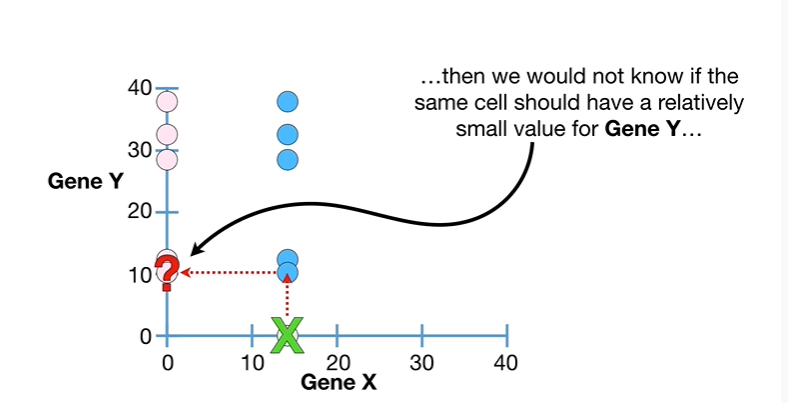 …then we would not know if the
same cell should have a relatively
small value for Gene Y…
40
30
Gene Y
20
10
?
0
X
0 10 20 30 40
Gene X